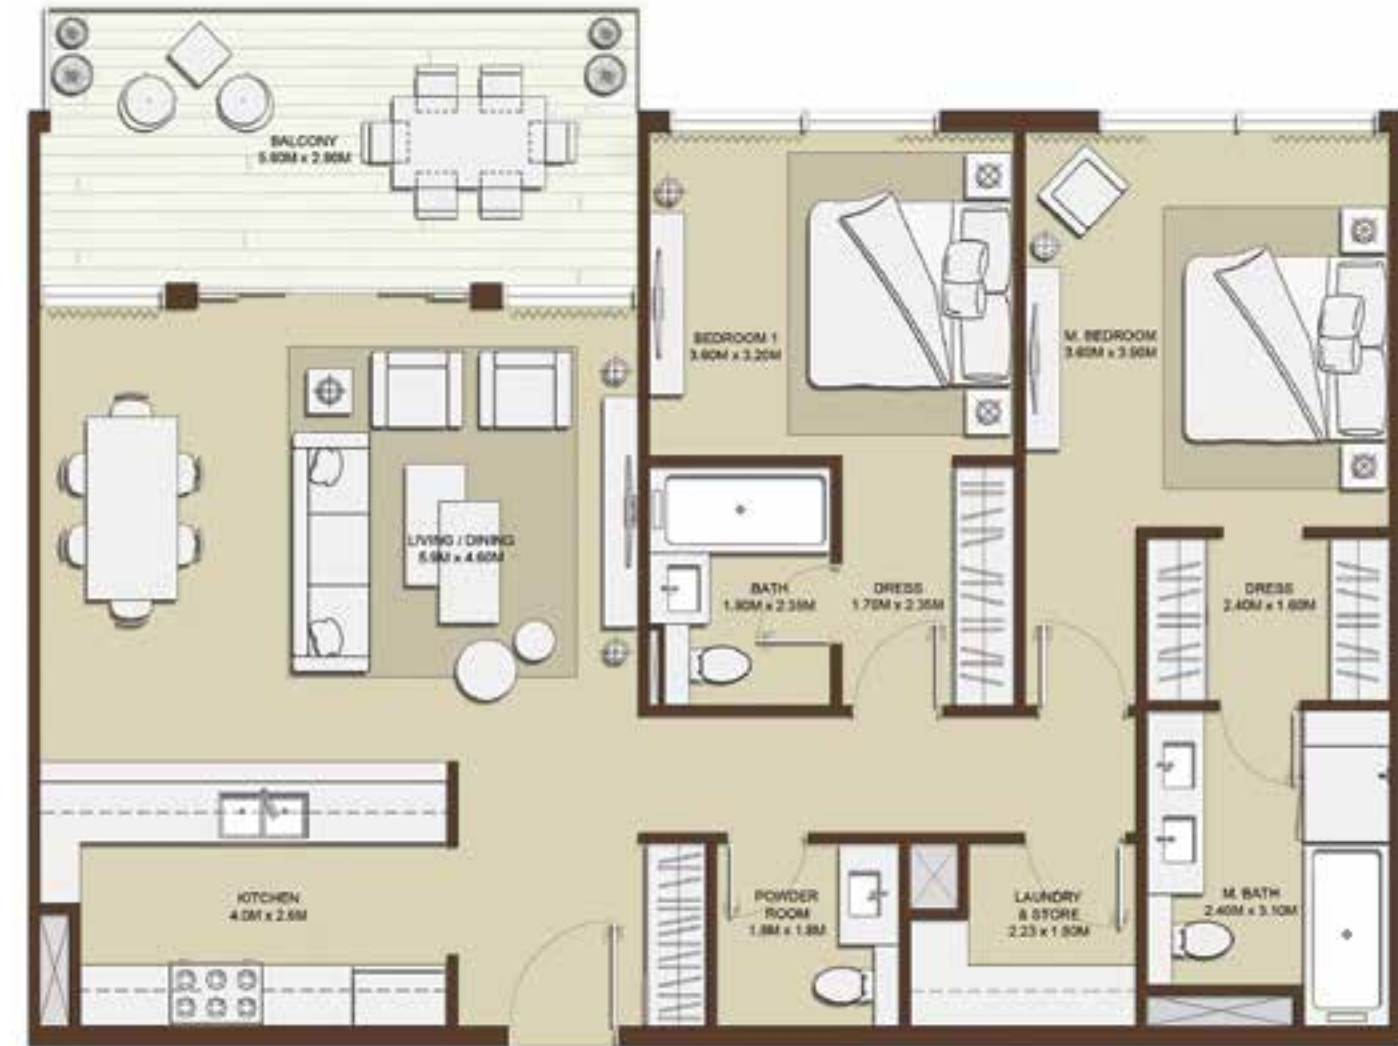 BALCONY
5.80M x 2.80M
BEDROOM 1
3.60M x 3.20M
M. BEDROOM
3.60M x 3.90M
LIVING / DINING
5.9M x 4.60M
BATH
1.90M x 2.35M
DRESS
1.70M x 2.35M
DRESS
2.40M x 1.60M
KITCHEN
4.0M x 2.6M
POWDER
ROOM
1.8M x 1.8M
LAUNDRY
& STORE
2.23 x 1.80M
M. BATH
2.40M x 3.10M